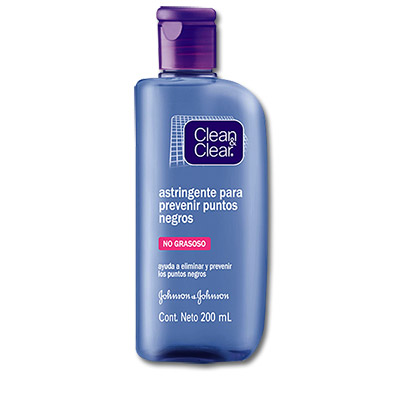 Clean &
Clear®
astringente para
prevenir puntos
negros
NO GRASOSO
ayuda a eliminar y prevenir
los puntos negros
Johnson & Johnson
Cont. Neto 200 mL